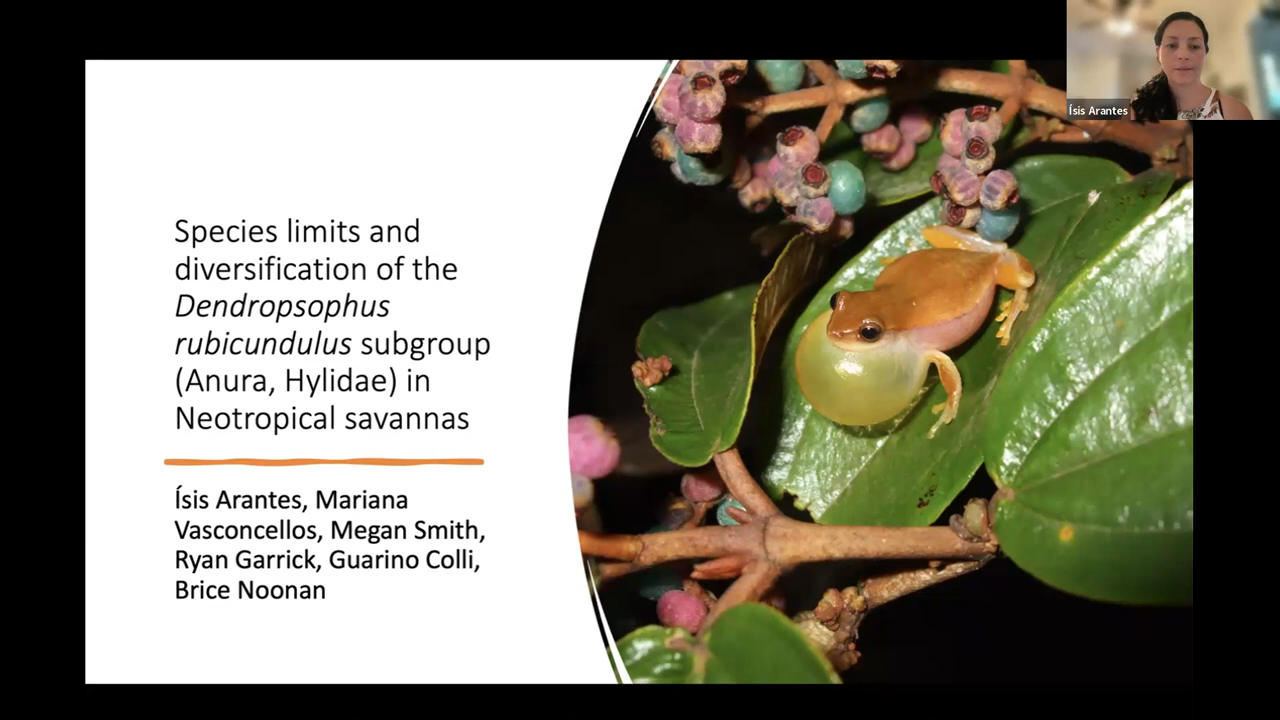 Ísis Arantes
Species limits and
diversification of the
Dendropsophus
rubicundulus subgroup
(Anura, Hylidae) in
Neotropical savannas
Ísis Arantes, Mariana
Vasconcellos, Megan Smith,
Ryan Garrick, Guarino Colli,
Brice Noonan